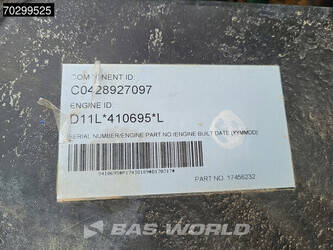 70299525
COMPONENT ID:
C0428927097
ENGINE ID:
D11L*410695*L
SERIAL NUMBER/ENGINE PART NO./ENGINE BUILT DATE (YYMMDD)
PART NO. 17456232
BAS WORLD